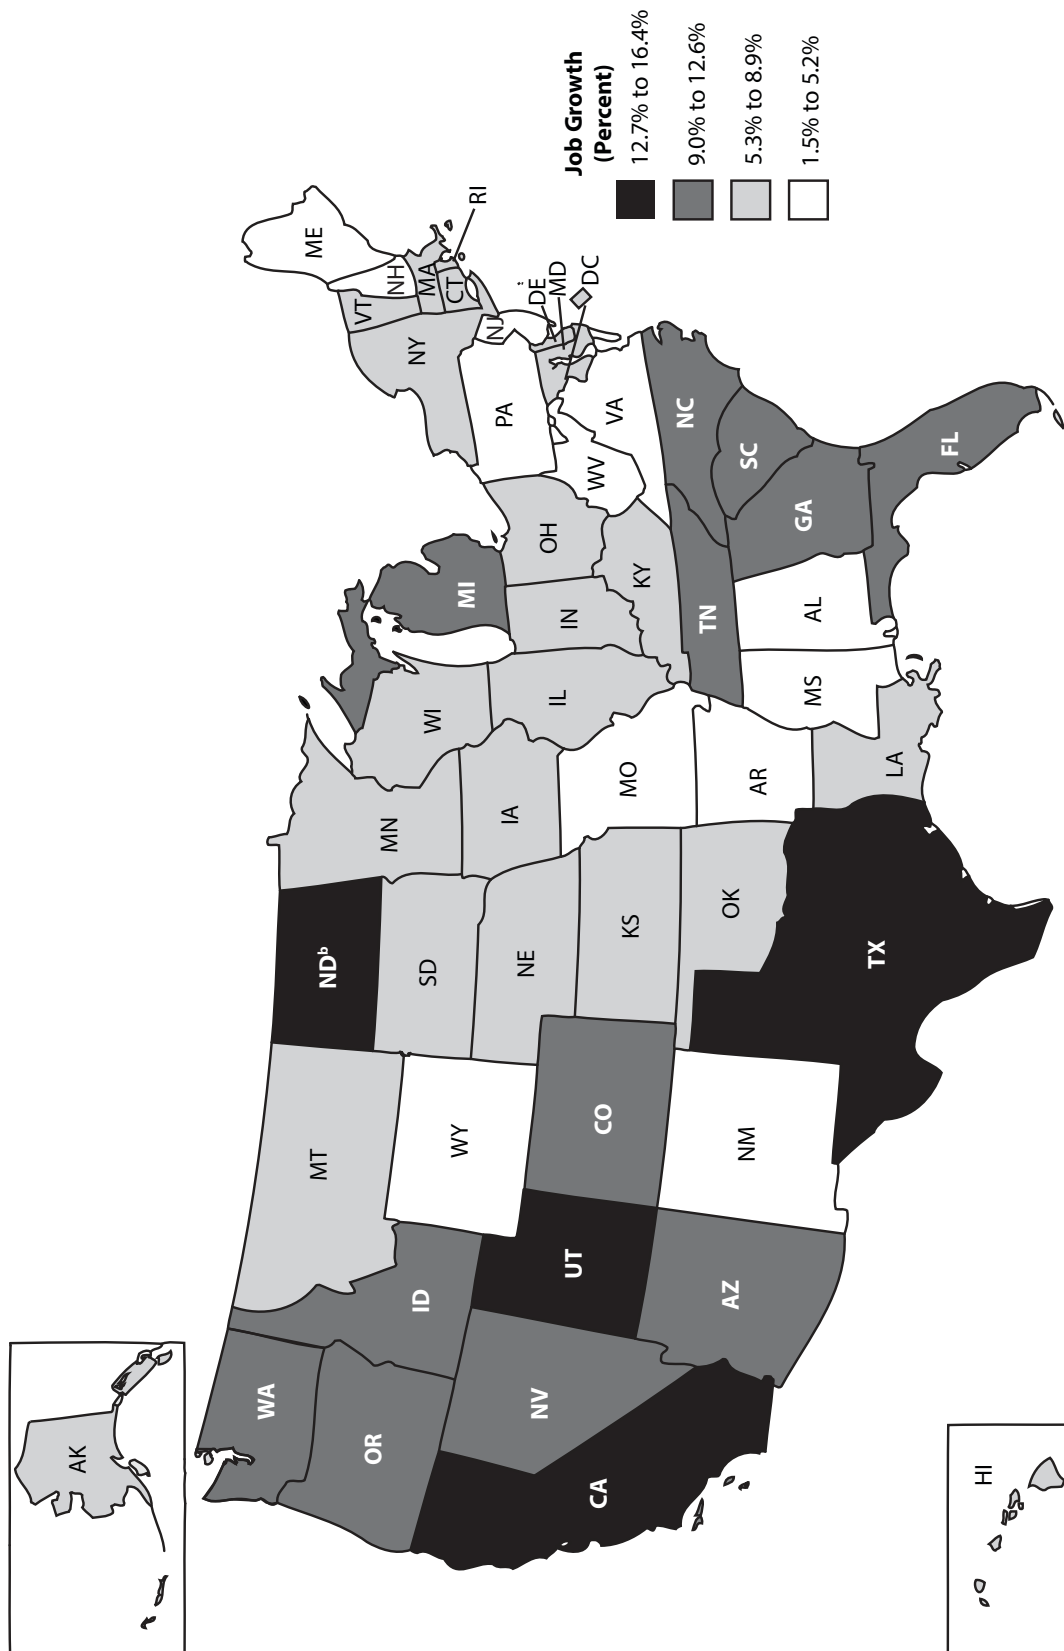 Job Growth
(Percent)
12.7% to 16.4%
9.0% to 12.6%
5.3% to 8.9%
1.5% to 5.2%
AK
HI
WA
OR
CA
NV
ID
UT
AZ
MT
WY
CO
NM
NDᵇ
SD
NE
KS
OK
TX
MN
IA
MO
AR
LA
WI
IL
MS
MI
IN
KY
TN
AL
OH
GA
FL
WV
SC
NC
VA
PA
NY
NJ
VT
NH
ME
MA
CT
RI
DE
MD
DC